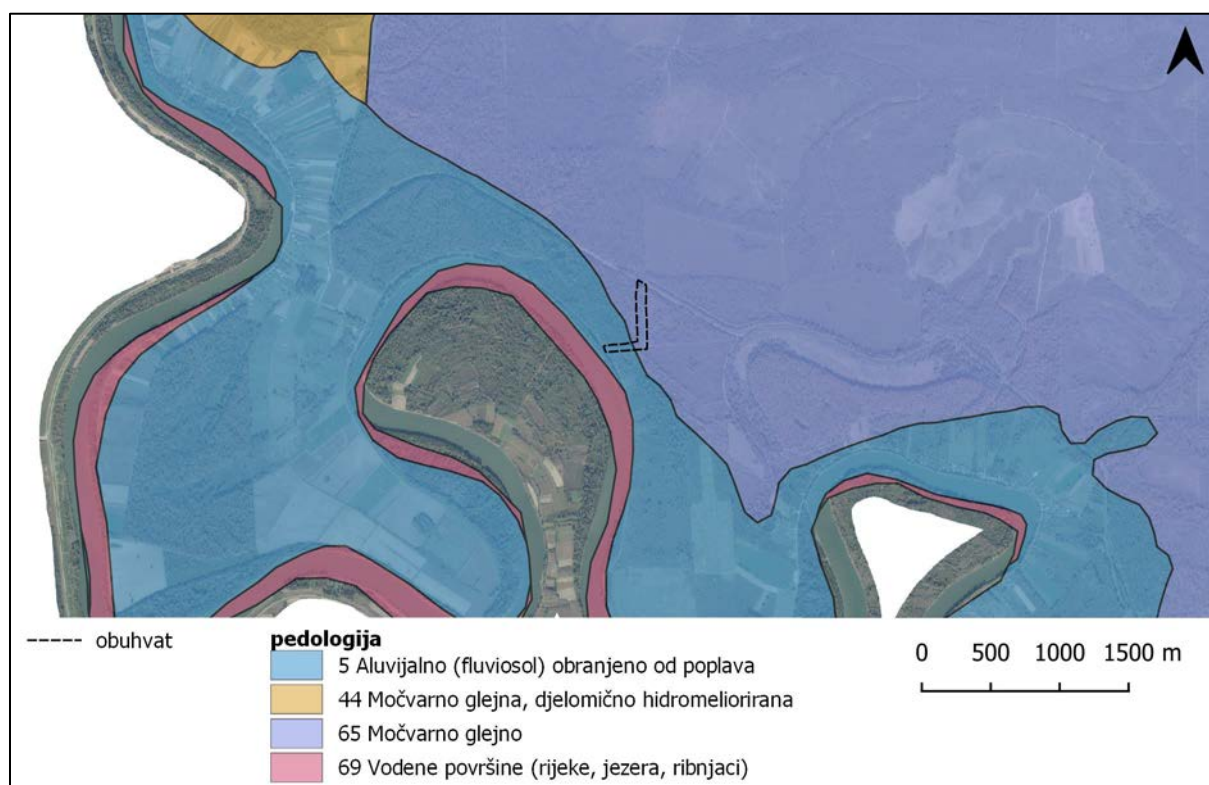 obuhvat
pedologija
5 Aluvijalno (fluviosol) obranjeno od poplava
44 Močvarno glejna, djelomično hidromeliorirana
65 Močvarno glejno
69 Vodene površine (rijeke, jezera, ribnjaci)
0 500 1000 1500 m